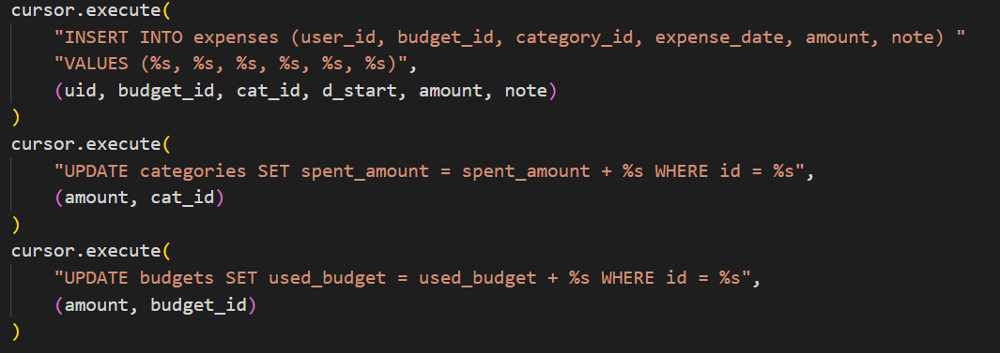 cursor.execute(
    "INSERT INTO expenses (user_id, budget_id, category_id, expense_date, amount, note) "
    "VALUES (%s, %s, %s, %s, %s, %s)",
    (uid, budget_id, cat_id, d_start, amount, note)
)
cursor.execute(
    "UPDATE categories SET spent_amount = spent_amount + %s WHERE id = %s",
    (amount, cat_id)
)
cursor.execute(
    "UPDATE budgets SET used_budget = used_budget + %s WHERE id = %s",
    (amount, budget_id)
)